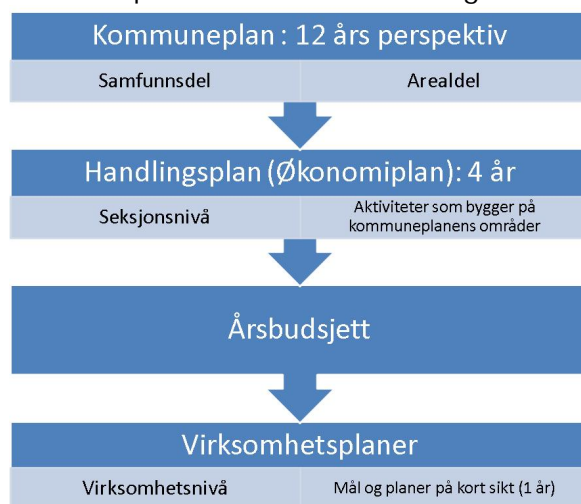 Kommuneplan : 12 års perspektiv
Samfunnsdel
Arealdel
Handlingsplan (Økonomiplan): 4 år
Seksjonsnivå
Aktiviteter som bygger på
kommuneplanens områder
Årsbudsjett
Virksomhetsplaner
Virksomhetsnivå
Mål og planer på kort sikt (1 år)